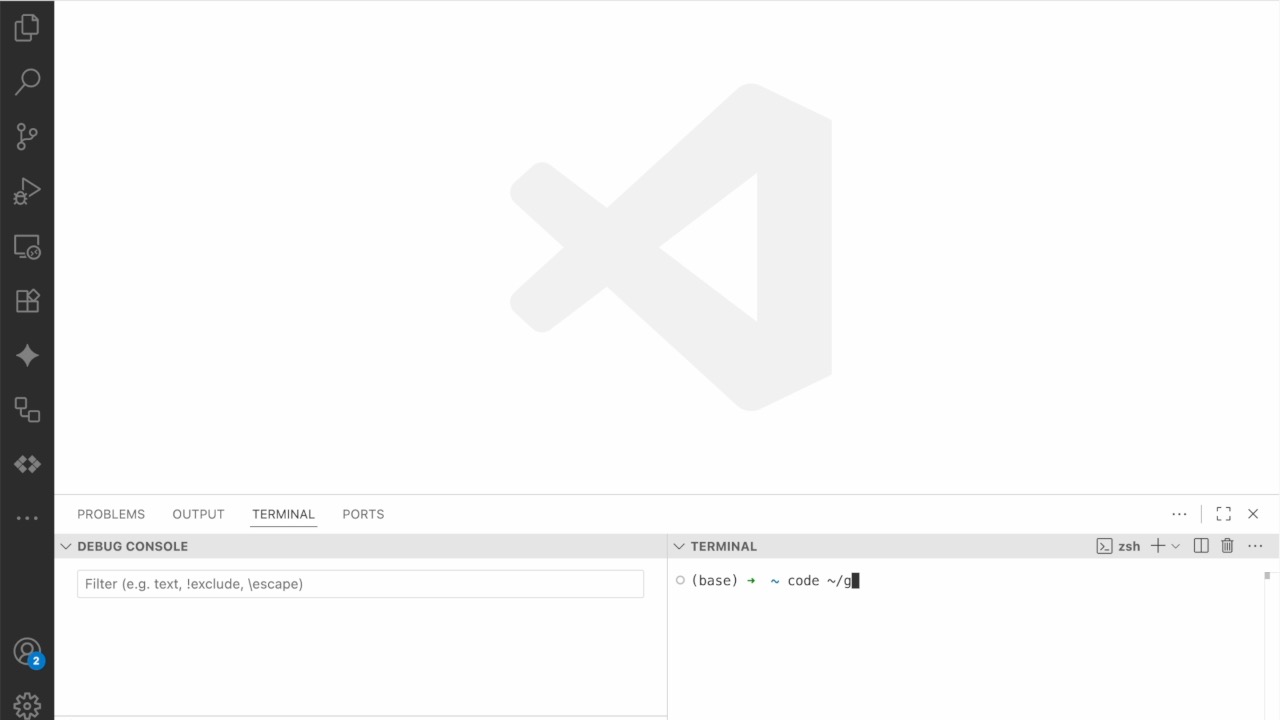 PROBLEMS OUTPUT TERMINAL PORTS
DEBUG CONSOLE
Filter (e.g. text, !exclude, \escape)
TERMINAL
zsh
(base) ➜ ~ code ~/g
2